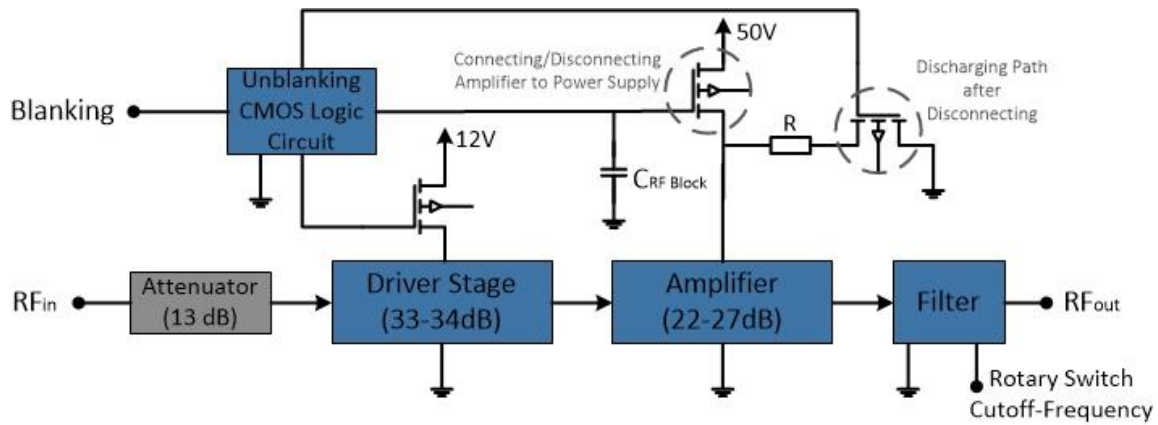 50V
Connecting/Disconnecting
Amplifier to Power Supply
Discharging Path
after
Disconnecting
Unblanking
CMOS Logic
Circuit
Blanking
12V
R
CRF Block
RFin
Attenuator
(13 dB)
Driver Stage
(33-34dB)
Amplifier
(22-27dB)
Filter
RFout
Rotary Switch
Cutoff-Frequency